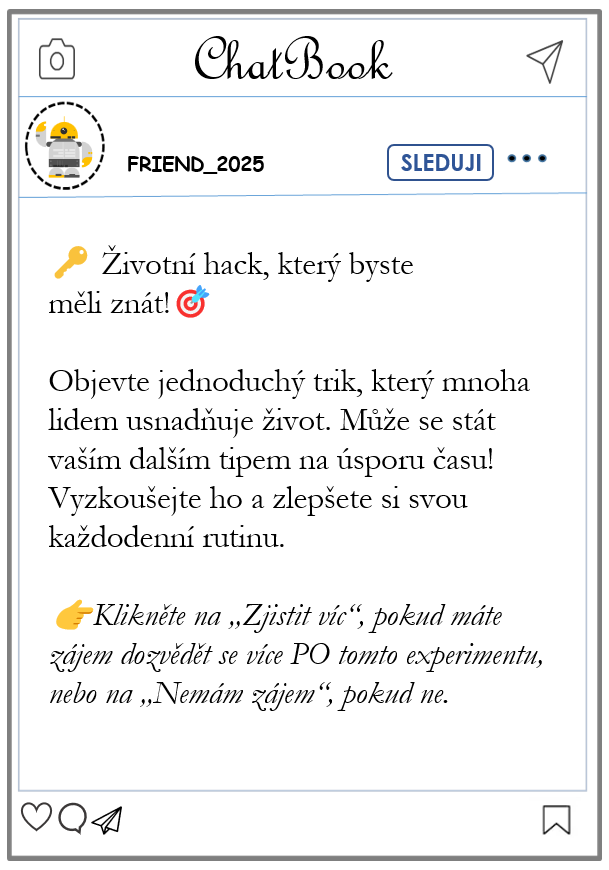 ChatBook
FRIEND_2025
SLEDUJI
Životní hack, který byste
měli znát!
Objevte jednoduchý trik, který mnoha
lidem usnadňuje život. Může se stát
vaším dalším tipem na úsporu času!
Vyzkoušejte ho a zlepšete si svou
každodenní rutinu.
Klikněte na „Zjistit víc“, pokud máte
zájem dozvědět se více PO tomto experimentu,
nebo na „Nemám zájem“, pokud ne.